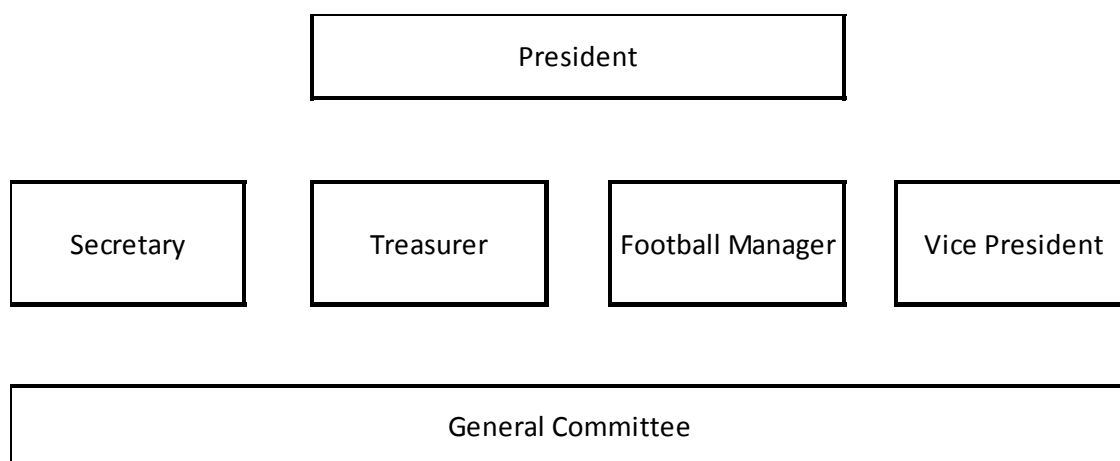 President
Secretary
Treasurer
Football Manager
Vice President
General Committee